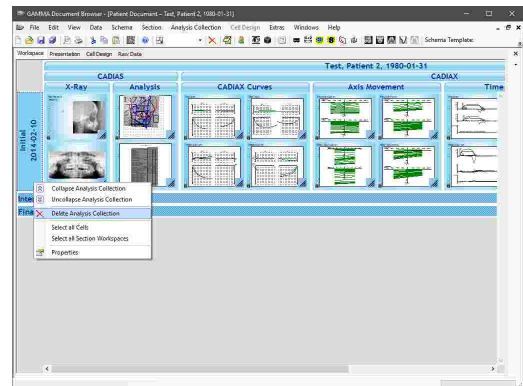 GAMMA Document Browser - [Patient Document - Test, Patient 2, 1980-01-31]
File Edit View Data Schema Section Analysis Collection Cell Design Extras Windows Help
Schema Template:
Workspace Presentation Cell Design Raw Data
Test, Patient 2, 1980-01-31
CADIAS CADIAX
X-Ray Analysis CADIAX Curves Axis Movement Time
Initial
2014-02-10
Inte
Fina
Collapse Analysis Collection
Uncollapse Analysis Collection
Delete Analysis Collection
Select all Cells
Select all Section Workspaces
Properties